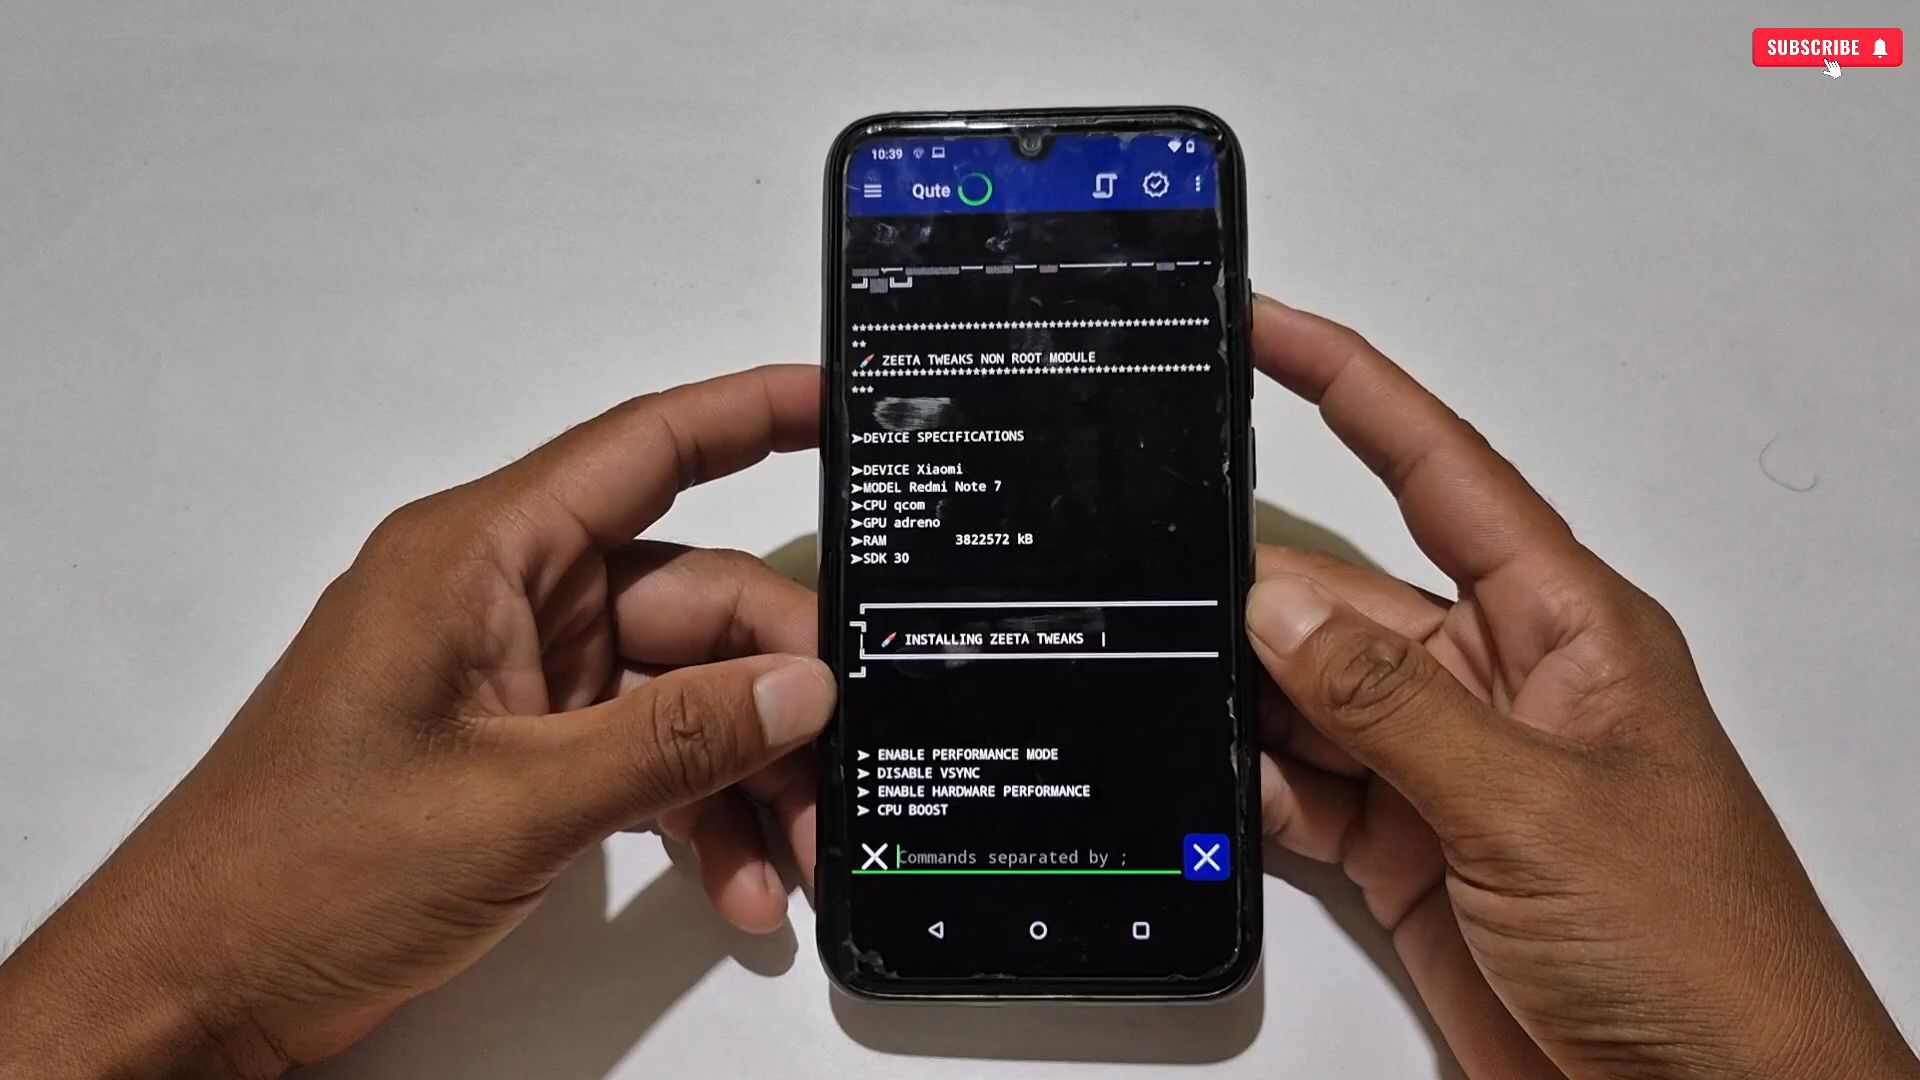 SUBSCRIBE
10:39
Qute
*************************************************
**
ZEETA TWEAKS NON ROOT MODULE
*************************************************
***
➤DEVICE SPECIFICATIONS
➤DEVICE Xiaomi
➤MODEL Redmi Note 7
➤CPU qcom
➤GPU adreno
➤RAM 3822572 kB
➤SDK 30
INSTALLING ZEETA TWEAKS |
➤ ENABLE PERFORMANCE MODE
➤ DISABLE VSYNC
➤ ENABLE HARDWARE PERFORMANCE
➤ CPU BOOST
Commands separated by ;